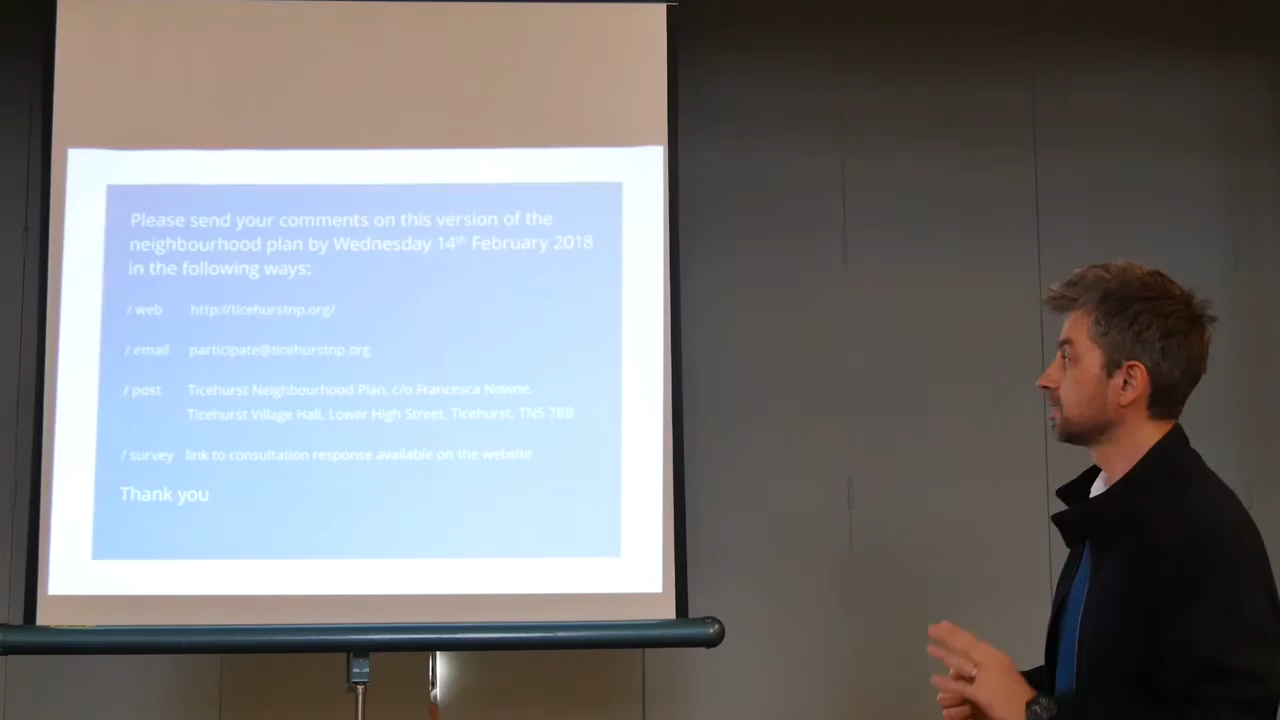 Please send your comments on this version of the
neighbourhood plan by Wednesday 14th February 2018
in the following ways:
/ web http://ticehurstnp.org/
/ email participate@ticehurstnp.org
/ post Ticehurst Neighbourhood Plan, c/o Francesca Nowne,
Ticehurst Village Hall, Lower High Street, Ticehurst, TN5 7BB
/ survey link to consultation response available on the website
Thank you